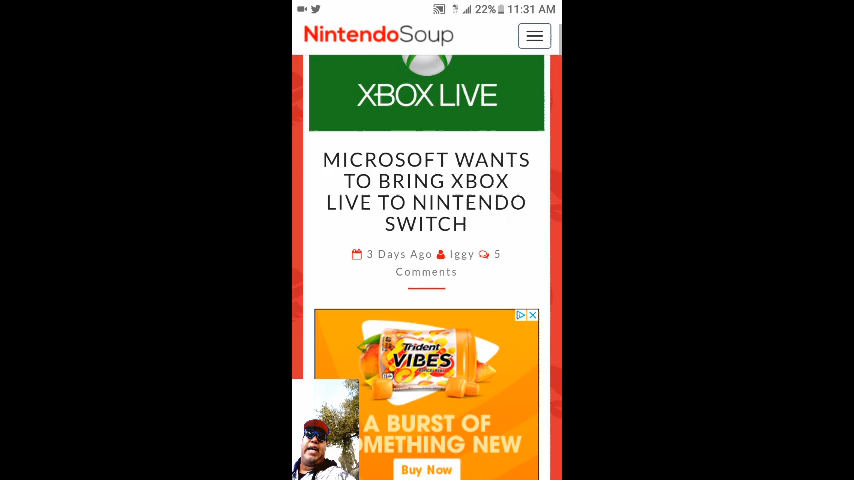 22% 11:31 AM
NintendoSoup
XBOX LIVE
MICROSOFT WANTS
TO BRING XBOX
LIVE TO NINTENDO
SWITCH
3 Days Ago Iggy 5
Comments
Trident
VIBES
A BURST OF
OMETHING NEW
Buy Now